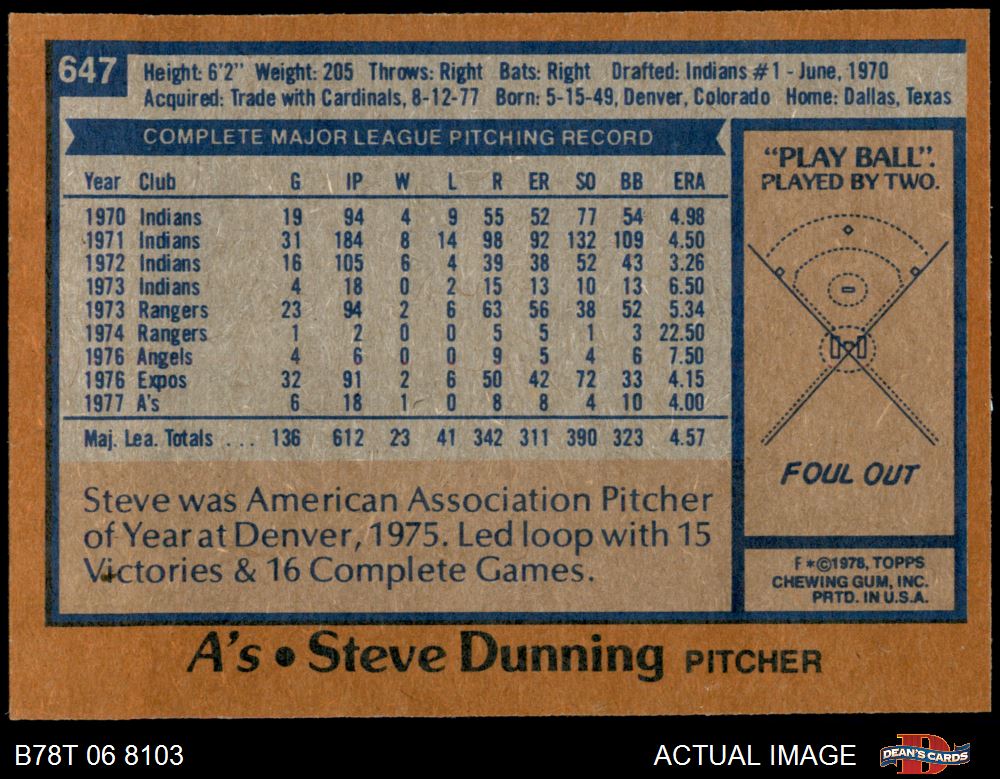 647
Height: 6'2" Weight: 205 Throws: Right Bats: Right Drafted: Indians #1 - June, 1970
Acquired: Trade with Cardinals, 8-12-77 Born: 5-15-49, Denver, Colorado Home: Dallas, Texas
COMPLETE MAJOR LEAGUE PITCHING RECORD
Year Club G IP W L R ER SO BB ERA
1970 Indians 19 94 4 9 55 52 77 54 4.98
1971 Indians 31 184 8 14 98 92 132 109 4.50
1972 Indians 16 105 6 4 39 38 52 43 3.26
1973 Indians 4 18 0 2 15 13 10 13 6.50
1973 Rangers 23 94 2 6 63 56 38 52 5.34
1974 Rangers 1 2 0 0 5 5 1 3 22.50
1976 Angels 4 6 0 0 9 5 4 6 7.50
1976 Expos 32 91 2 6 50 42 72 33 4.15
1977 A's 6 18 1 0 8 8 4 10 4.00
Maj. Lea. Totals . . . 136 612 23 41 342 311 390 323 4.57
Steve was American Association Pitcher
of Year at Denver, 1975. Led loop with 15
Victories & 16 Complete Games.
"PLAY BALL".
PLAYED BY TWO.
FOUL OUT
F*©1978, TOPPS
CHEWING GUM, INC.
PRTD. IN U.S.A.
A's • Steve Dunning PITCHER
B78T 06 8103
ACTUAL IMAGE
DEAN'S CARDS